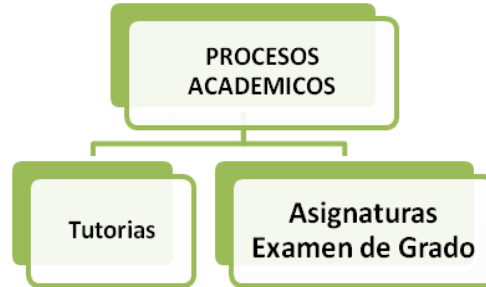 PROCESOS
ACADEMICOS
Tutorias
Asignaturas
Examen de Grado